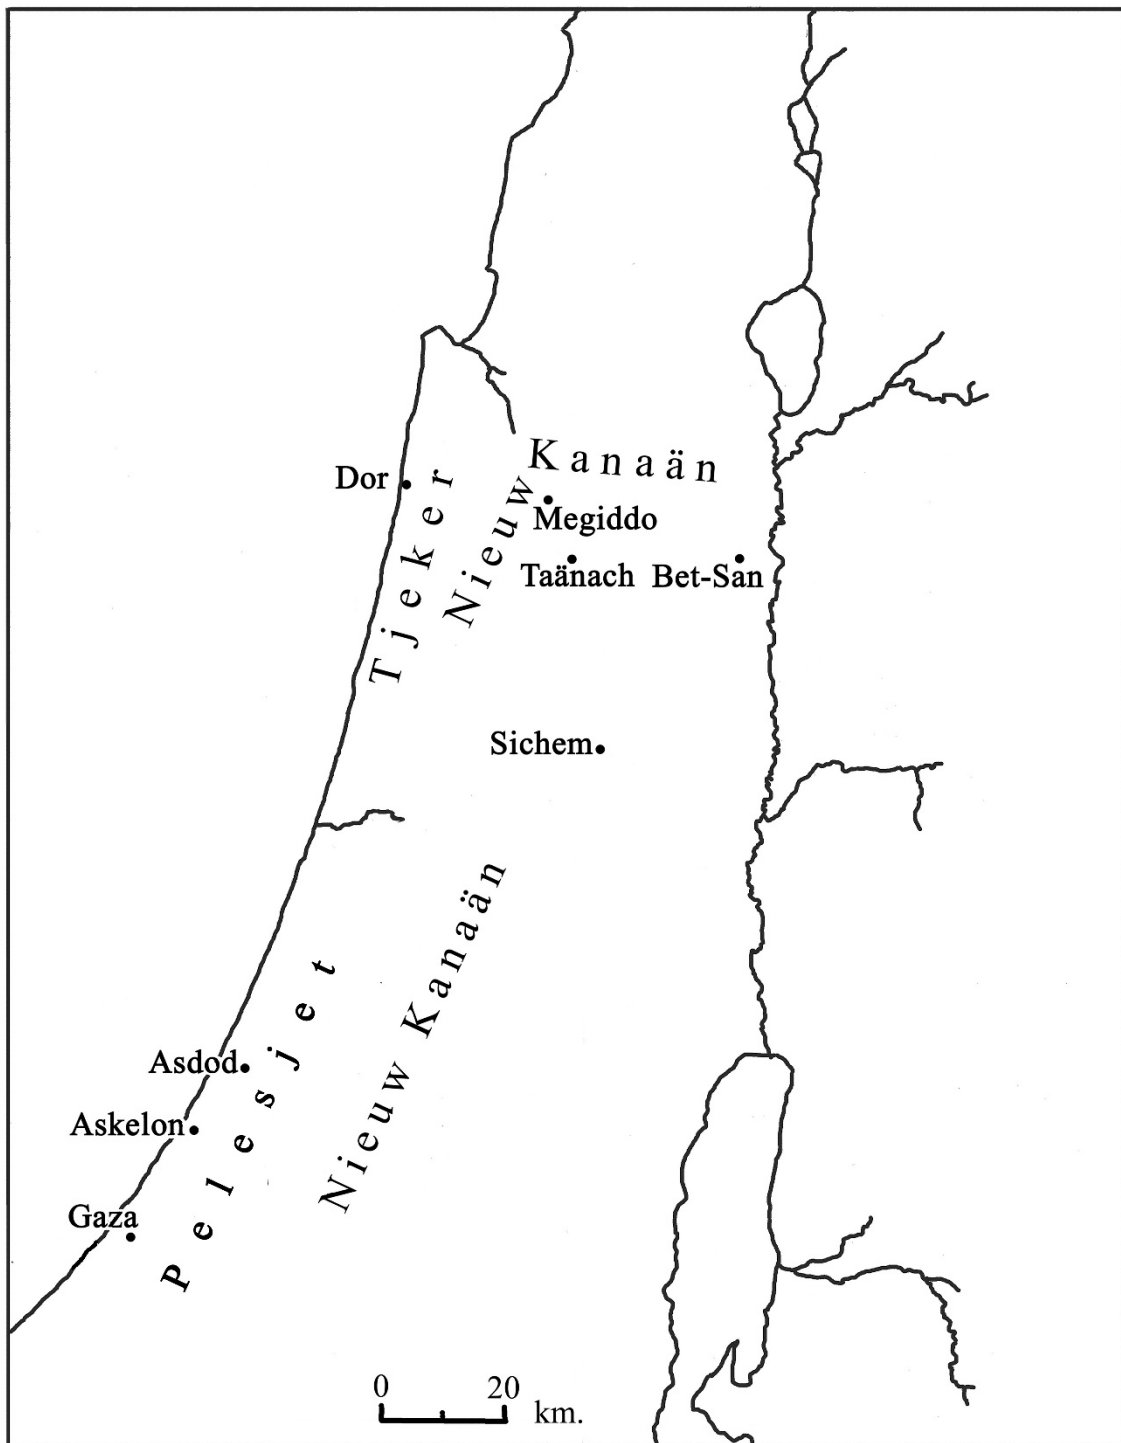 Kanaän
Nieuw
Dor
Tjeker
Megiddo
Taänach
Bet-San
Sichem
Nieuw Kanaän
Pelesjet
Asdod
Askelon
Gaza
0 20
km.